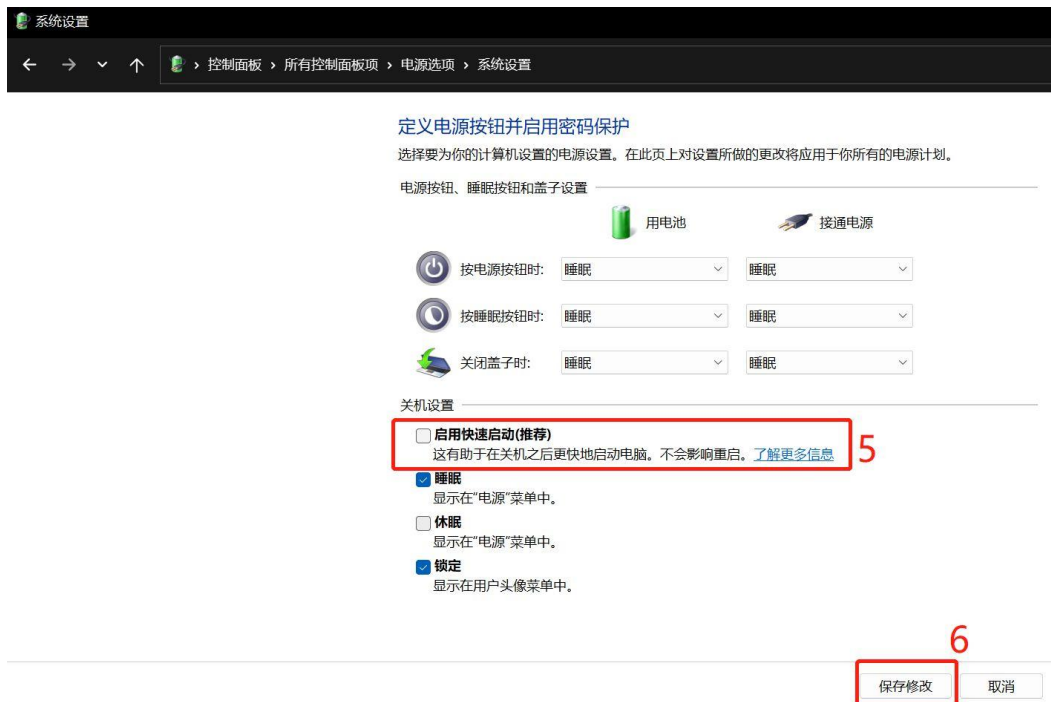 系统设置
控制面板 › 所有控制面板项 › 电源选项 › 系统设置
定义电源按钮并启用密码保护
选择要为你的计算机设置的电源设置。在此页上对设置所做的更改将应用于你所有的电源计划。
电源按钮、睡眠按钮和盖子设置
用电池 接通电源
按电源按钮时: 睡眠 睡眠
按睡眠按钮时: 睡眠 睡眠
关闭盖子时: 睡眠 睡眠
关机设置
启用快速启动(推荐)
这有助于在关机之后更快地启动电脑。不会影响重启。了解更多信息 5
睡眠
显示在"电源"菜单中。
休眠
显示在"电源"菜单中。
锁定
显示在用户头像菜单中。
6
保存修改 取消